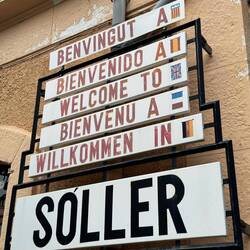 BENVINGUT A
BIENVENIDO A
WELCOME TO
BIENVENU A
WILLKOMMEN IN
SÓLLER